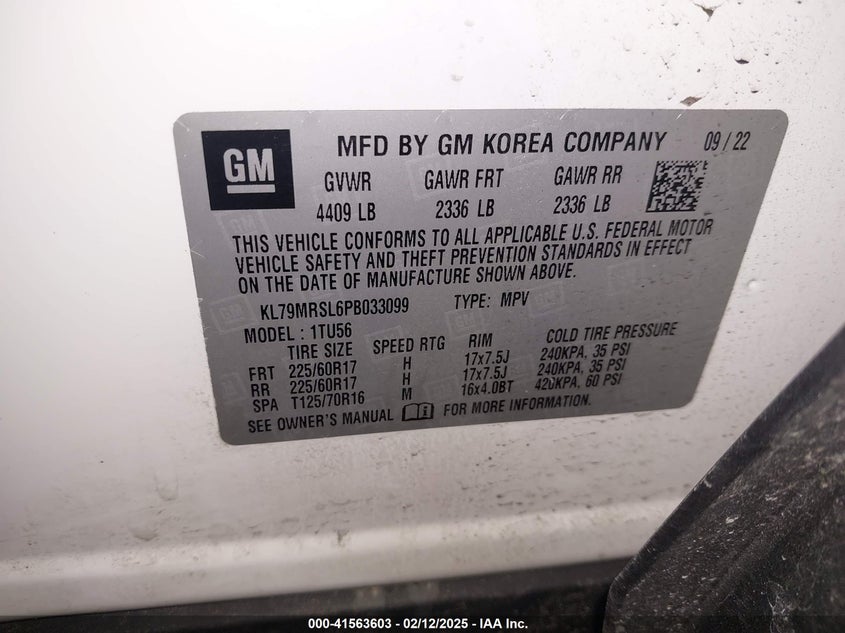 GM
MFD BY GM KOREA COMPANY 09/22
GVWR GAWR FRT GAWR RR
4409 LB 2336 LB 2336 LB
THIS VEHICLE CONFORMS TO ALL APPLICABLE U.S. FEDERAL MOTOR
VEHICLE SAFETY AND THEFT PREVENTION STANDARDS IN EFFECT
ON THE DATE OF MANUFACTURE SHOWN ABOVE.
KL79MRSL6PB033099 TYPE: MPV
MODEL: 1TU56
TIRE SIZE SPEED RTG RIM COLD TIRE PRESSURE
FRT 225/60R17 H 17x7.5J 240KPA, 35 PSI
RR 225/60R17 H 17x7.5J 240KPA, 35 PSI
SPA T125/70R16 M 16x4.0BT 420KPA, 60 PSI
SEE OWNER'S MANUAL FOR MORE INFORMATION.
000-41563603 - 02/12/2025 - IAA Inc.